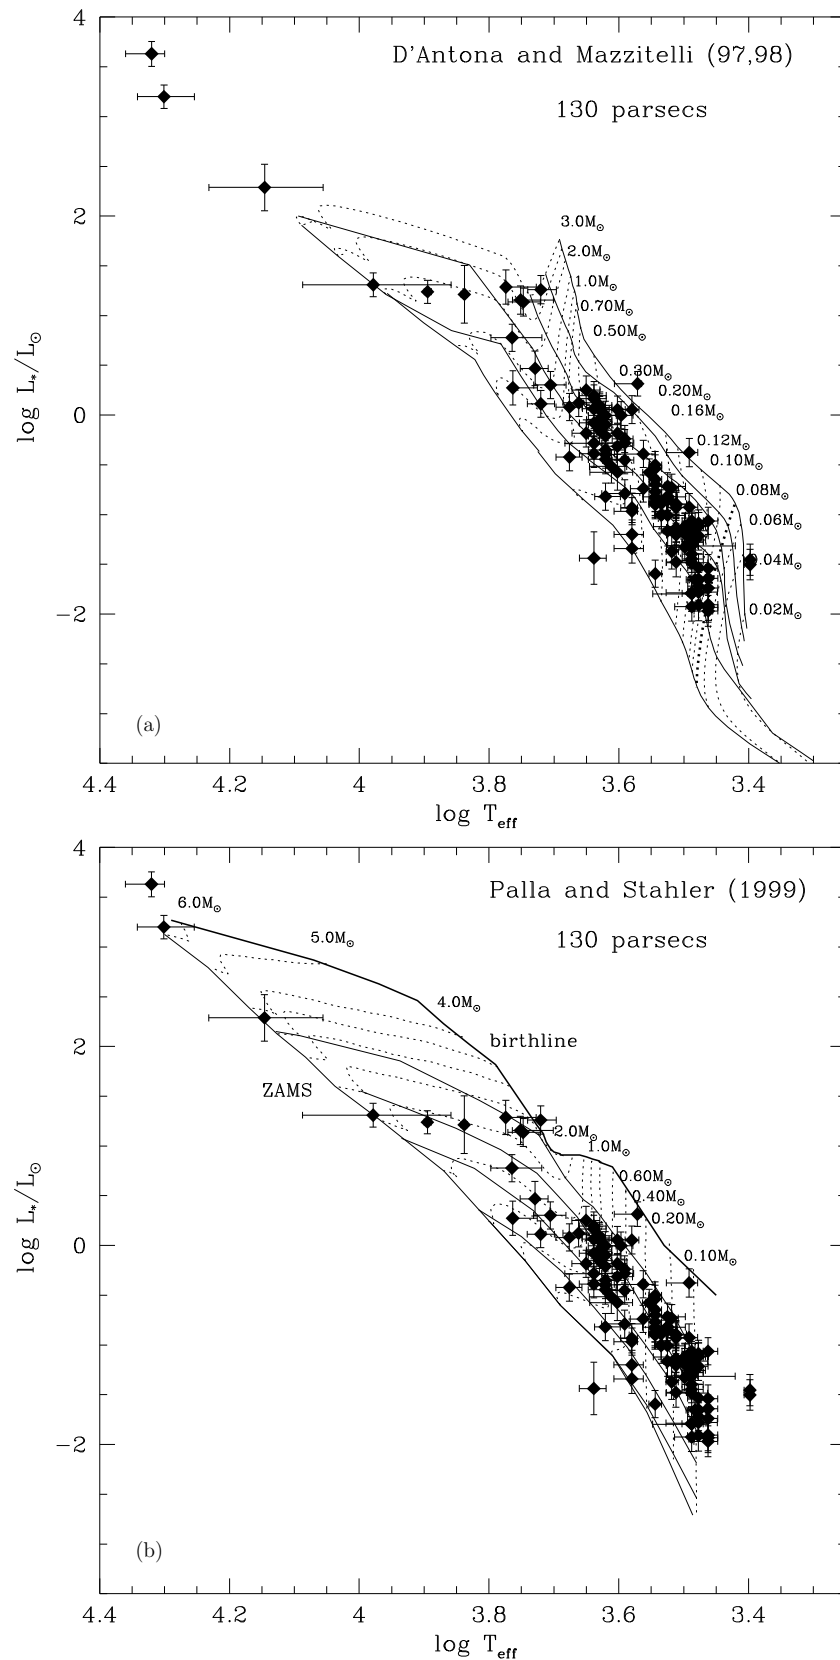 4
D'Antona and Mazzitelli (97,98)
130 parsecs
3.0M⊙
2.0M⊙
1.0M⊙
0.70M⊙
0.50M⊙
0.30M⊙
0.20M⊙
0.16M⊙
0.12M⊙
0.10M⊙
0.08M⊙
0.06M⊙
0.04M⊙
0.02M⊙
2
0
−2
log L*/L⊙
(a)
4.4 4.2 4 3.8 3.6 3.4
log Teff
4
Palla and Stahler (1999)
130 parsecs
6.0M⊙
5.0M⊙
4.0M⊙
birthline
ZAMS
2.0M⊙
1.0M⊙
0.60M⊙
0.40M⊙
0.20M⊙
0.10M⊙
2
0
−2
log L*/L⊙
(b)
4.4 4.2 4 3.8 3.6 3.4
log Teff